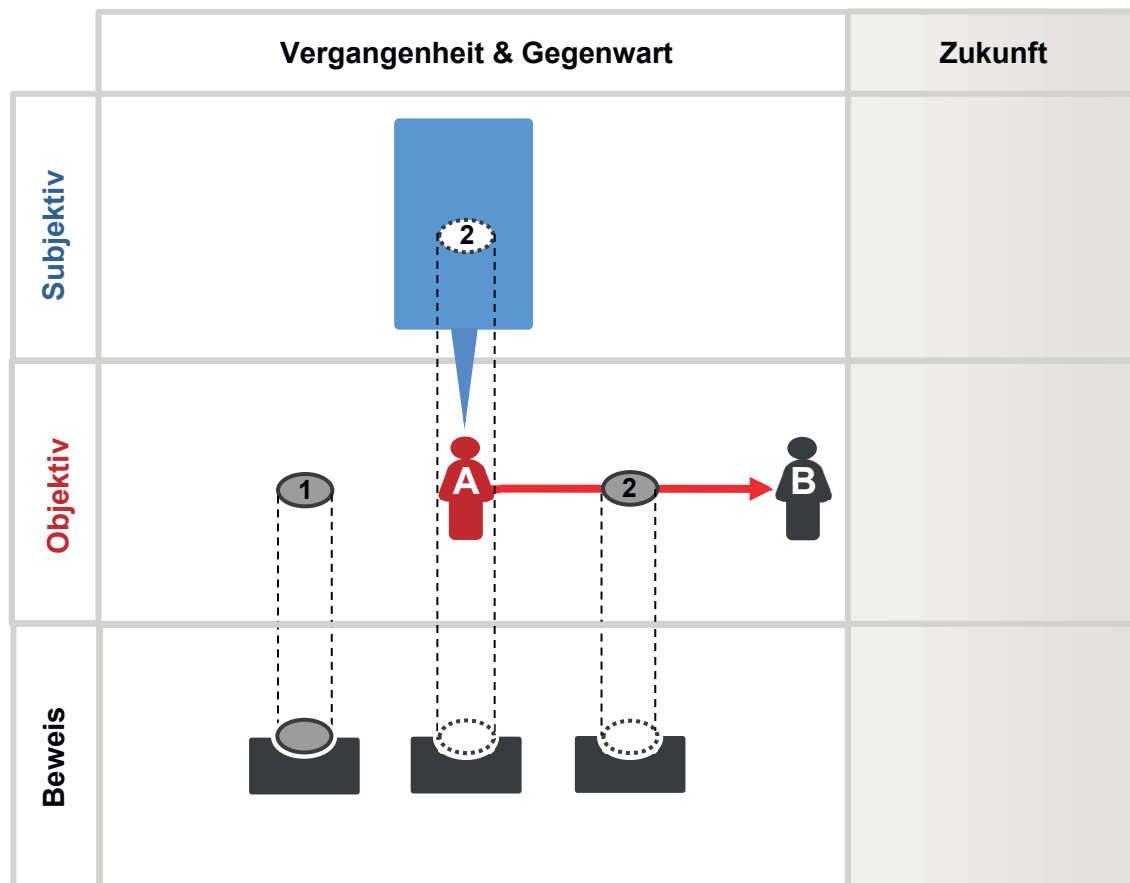 Vergangenheit & Gegenwart
Zukunft
Subjektiv
2
Objektiv
1
A
2
B
Beweis